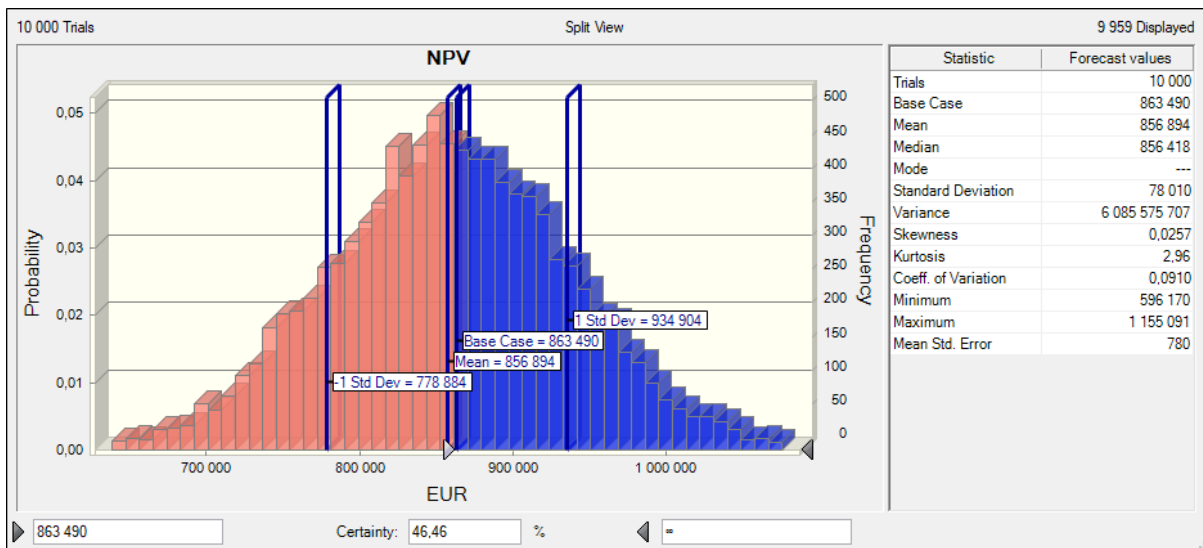 10 000 Trials
Split View
9 959 Displayed
NPV
Probability
0,05
0,04
0,03
0,02
0,01
0,00
500
450
400
350
300
250
200
150
100
50
0
Frequency
1 Std Dev = 934 904
Base Case = 863 490
Mean = 856 894
-1 Std Dev = 778 884
700 000
800 000
900 000
1 000 000
EUR
Statistic Forecast values
Trials 10 000
Base Case 863 490
Mean 856 894
Median 856 418
Mode ---
Standard Deviation 78 010
Variance 6 085 575 707
Skewness 0,0257
Kurtosis 2,96
Coeff. of Variation 0,0910
Minimum 596 170
Maximum 1 155 091
Mean Std. Error 780
863 490 Certainty: 46,46 % ∞